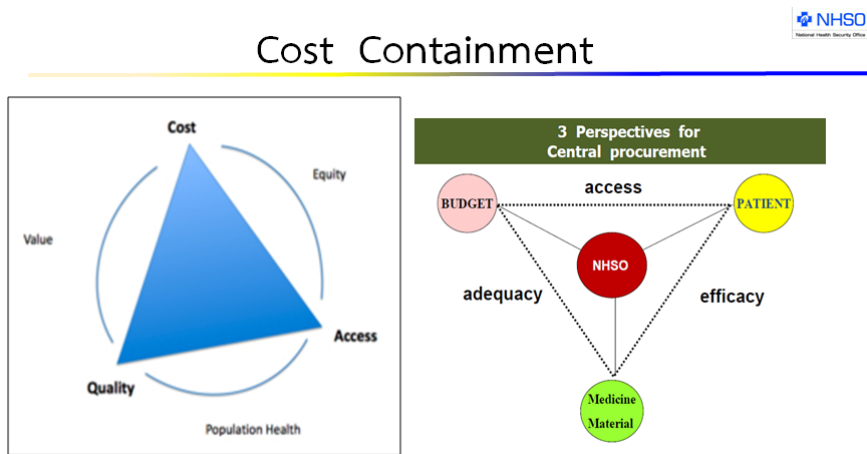 NHSO
National Health Security Office
Cost Containment
Cost
Equity
Value
Access
Quality
Population Health
3 Perspectives for
Central procurement
access
BUDGET
PATIENT
NHSO
adequacy
efficacy
Medicine
Material